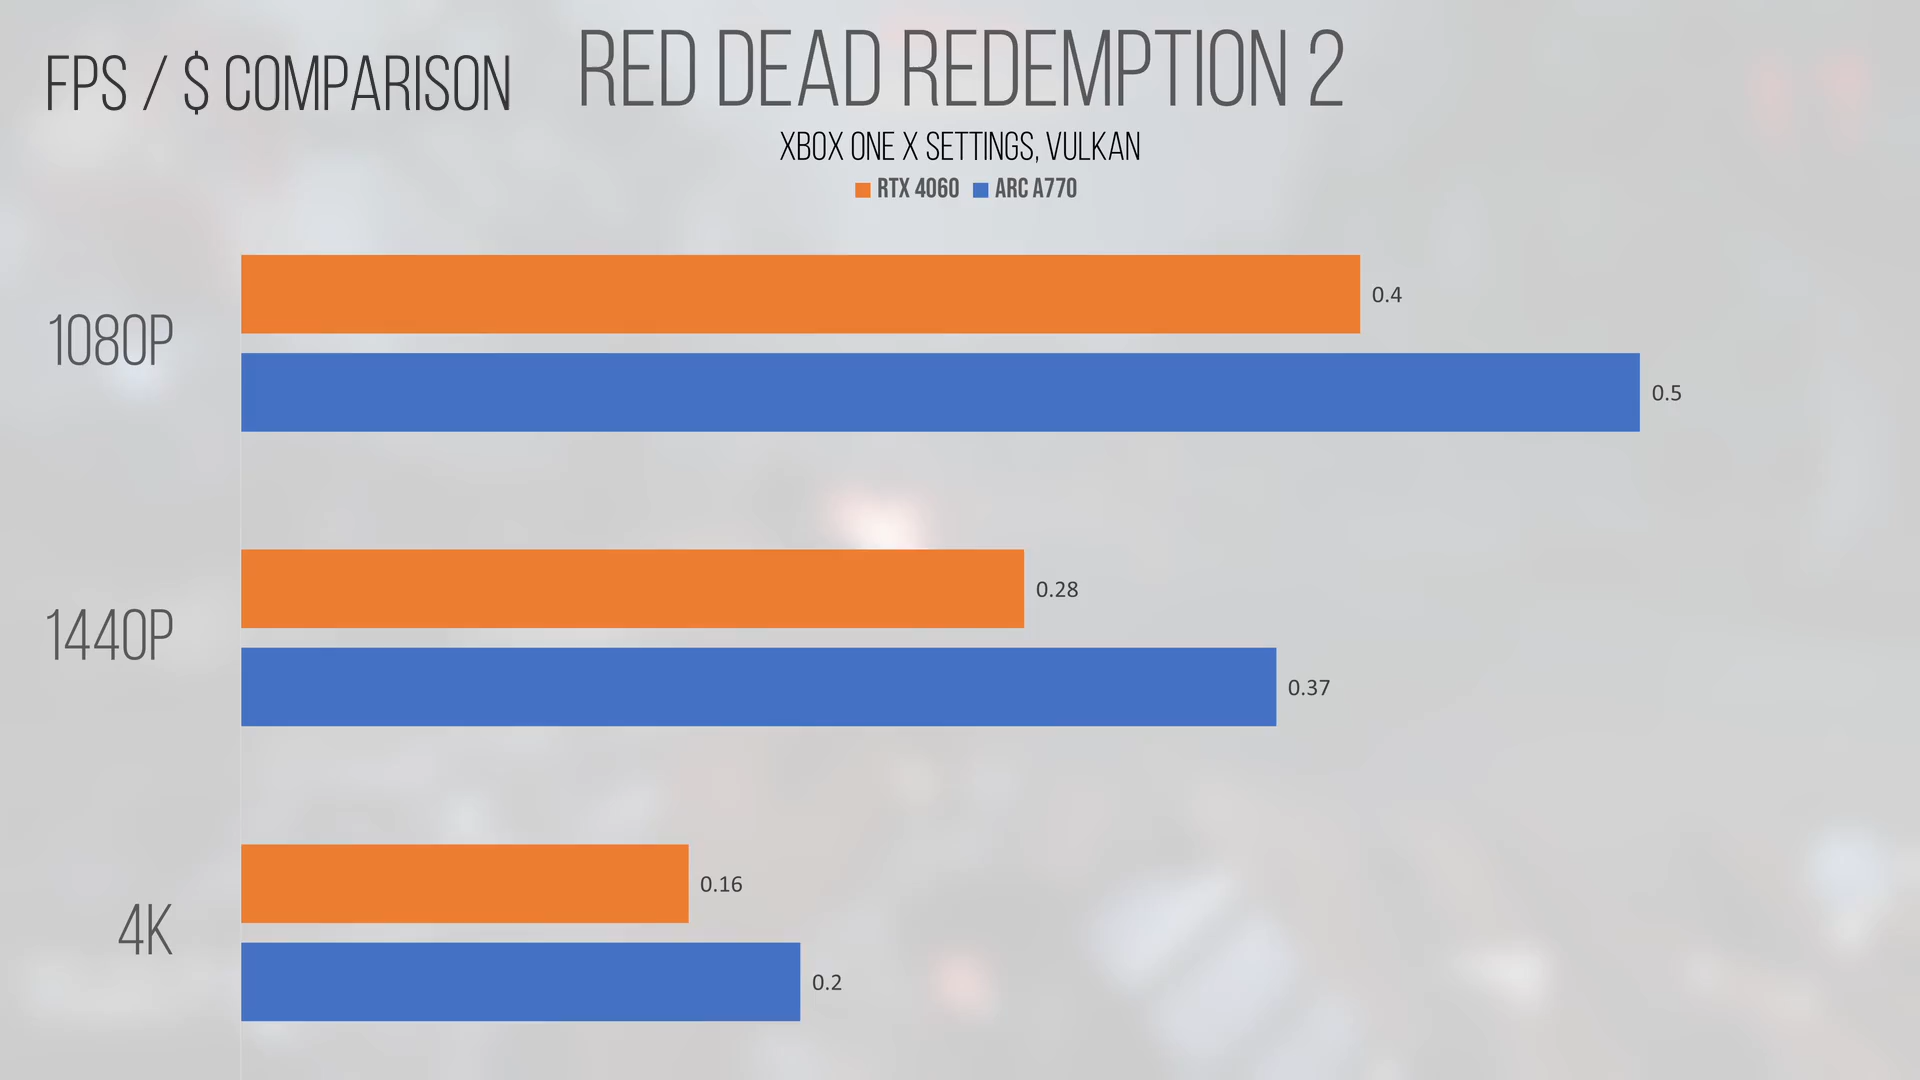 FPS / $ COMPARISON
RED DEAD REDEMPTION 2
XBOX ONE X SETTINGS, VULKAN
RTX 4060 ARC A770
1080P
0.4
0.5
1440P
0.28
0.37
4K
0.16
0.2